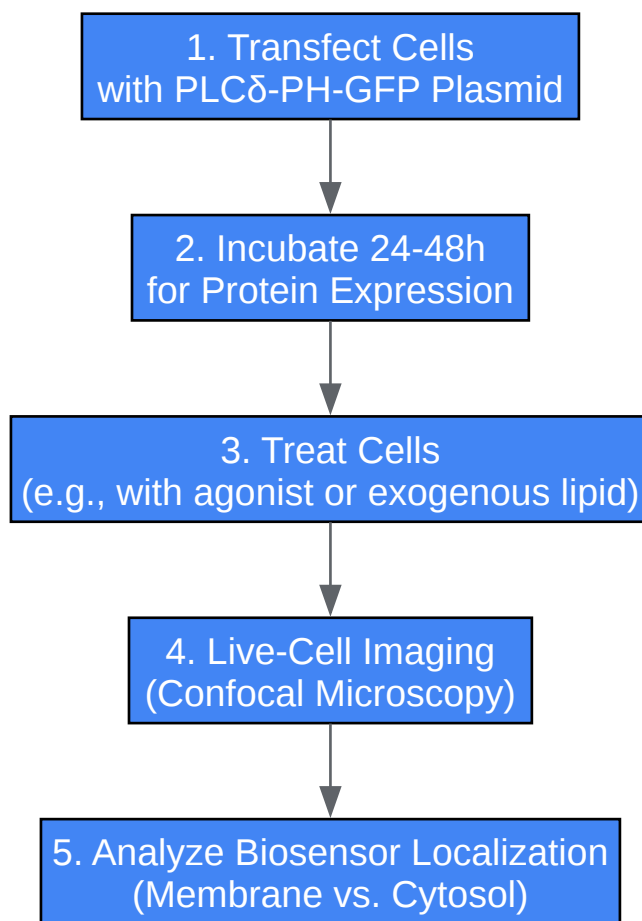 1. Transfect Cells
with PLCδ-PH-GFP Plasmid
2. Incubate 24-48h
for Protein Expression
3. Treat Cells
(e.g., with agonist or exogenous lipid)
4. Live-Cell Imaging
(Confocal Microscopy)
5. Analyze Biosensor Localization
(Membrane vs. Cytosol)